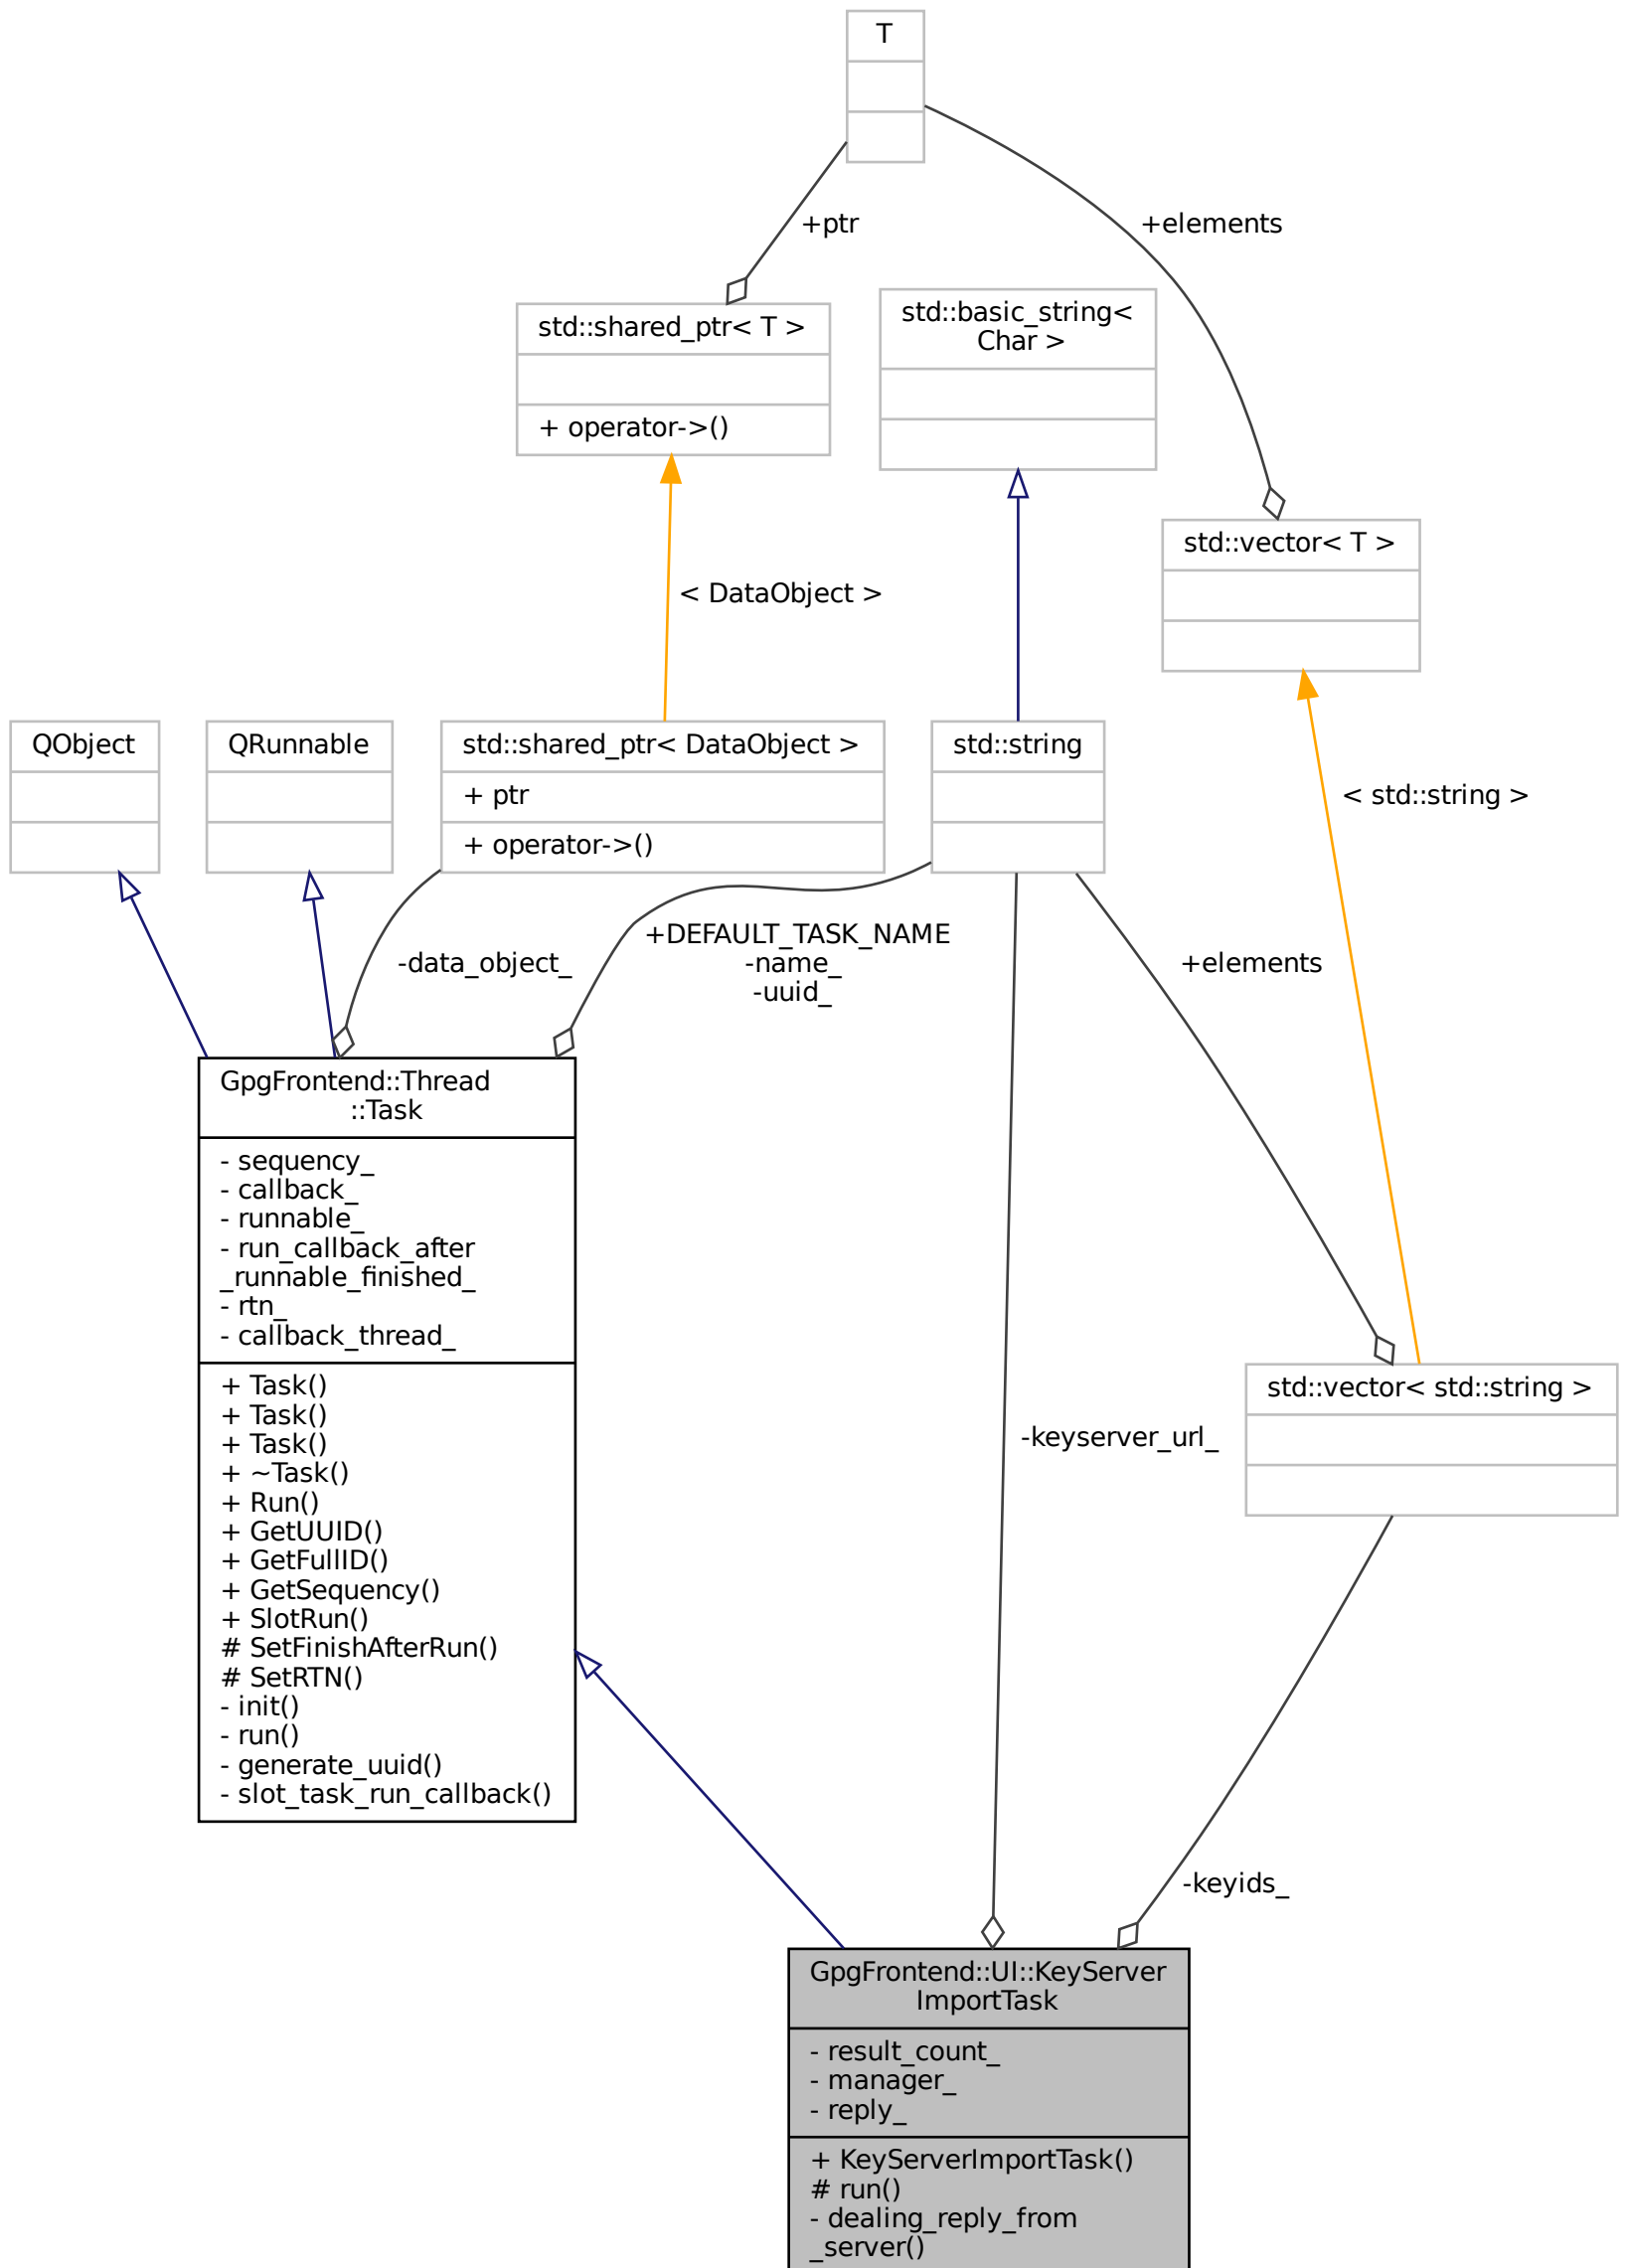 T
+ptr
+elements
std::shared_ptr< T >
+ operator->()
std::basic_string<
Char >
std::vector< T >
< DataObject >
< std::string >
QObject
QRunnable
std::shared_ptr< DataObject >
+ ptr
+ operator->()
std::string
-data_object_
+DEFAULT_TASK_NAME
-name_
-uuid_
+elements
GpgFrontend::Thread
::Task
- sequency_
- callback_
- runnable_
- run_callback_after
_runnable_finished_
- rtn_
- callback_thread_
+ Task()
+ Task()
+ Task()
+ ~Task()
+ Run()
+ GetUUID()
+ GetFullID()
+ GetSequency()
+ SlotRun()
# SetFinishAfterRun()
# SetRTN()
- init()
- run()
- generate_uuid()
- slot_task_run_callback()
-keyserver_url_
std::vector< std::string >
-keyids_
GpgFrontend::UI::KeyServer
ImportTask
- result_count_
- manager_
- reply_
+ KeyServerImportTask()
# run()
- dealing_reply_from
_server()